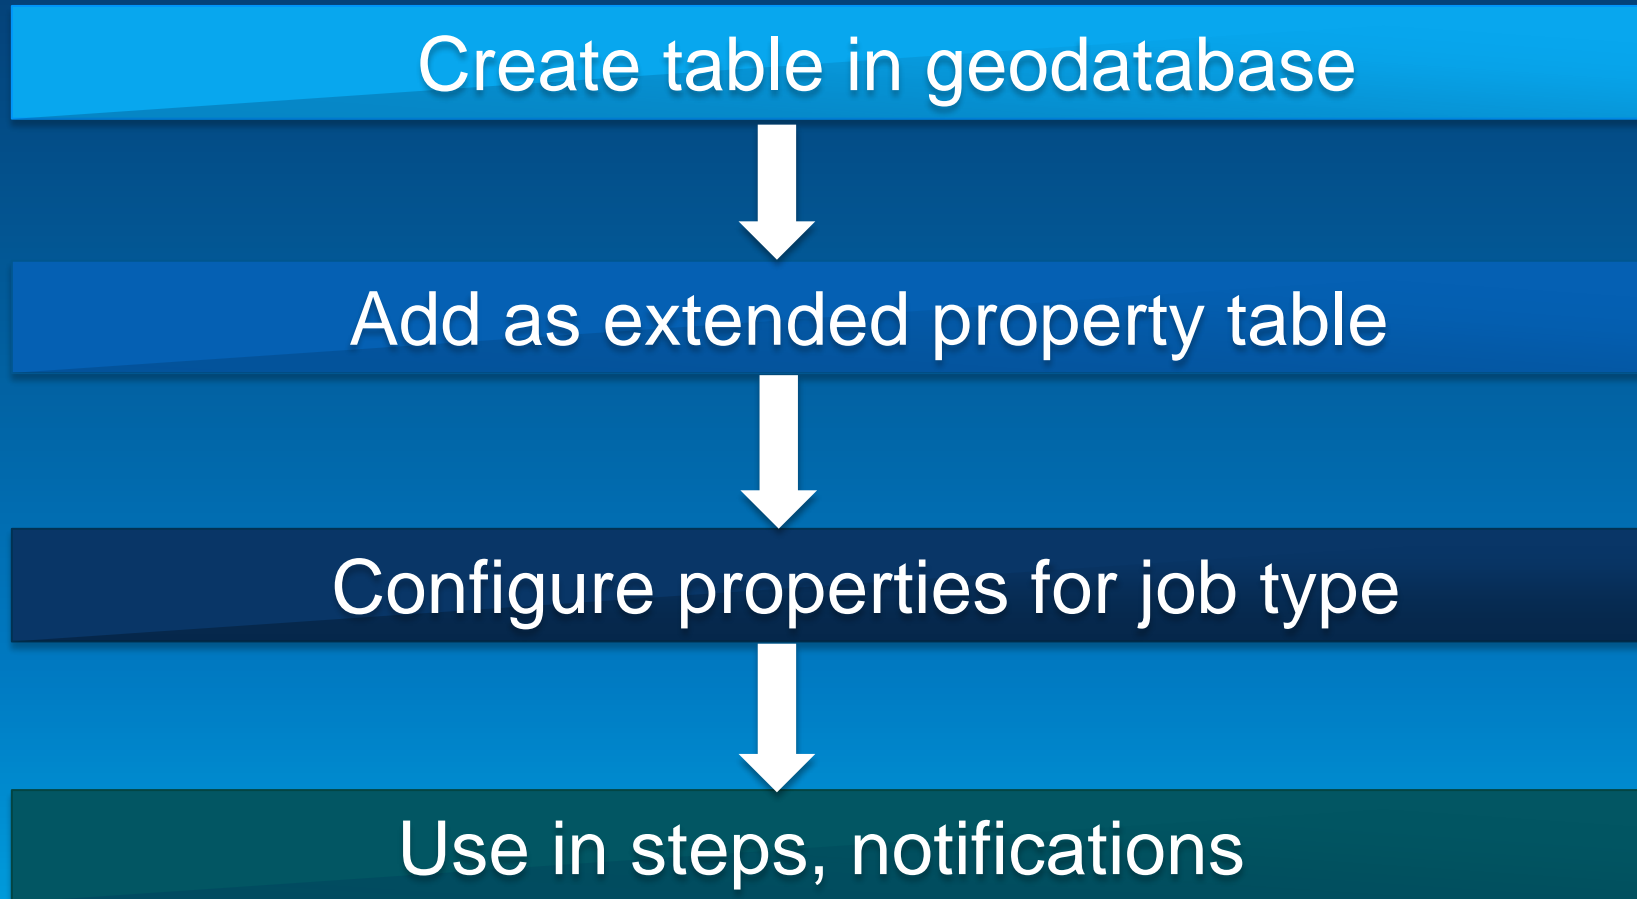 Create table in geodatabase
Add as extended property table
Configure properties for job type
Use in steps, notifications